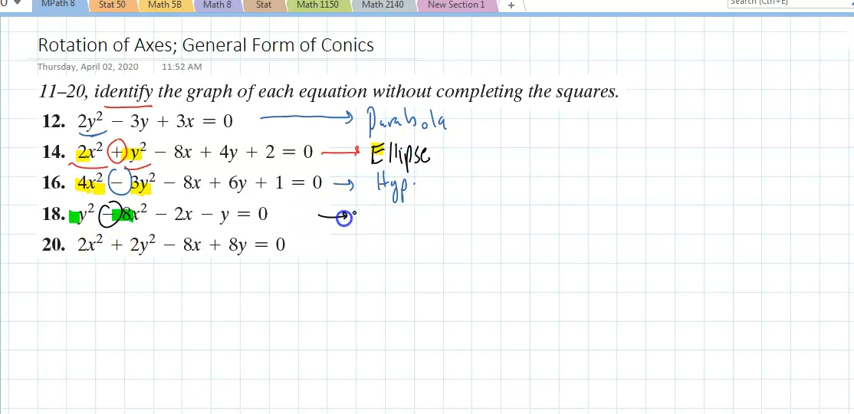 MPath 8 Stat 50 Math 5B Math 8 Stat Math 1150 Math 2140 New Section 1 +
Search (Ctrl+E)
Rotation of Axes; General Form of Conics
Thursday, April 02, 2020 11:52 AM
11–20, identify the graph of each equation without completing the squares.
12. 2y² − 3y + 3x = 0 Parabola
14. 2x² + y² − 8x + 4y + 2 = 0 Ellipse
16. 4x² − 3y² − 8x + 6y + 1 = 0 Hyp.
18. y² − 8x² − 2x − y = 0
20. 2x² + 2y² − 8x + 8y = 0